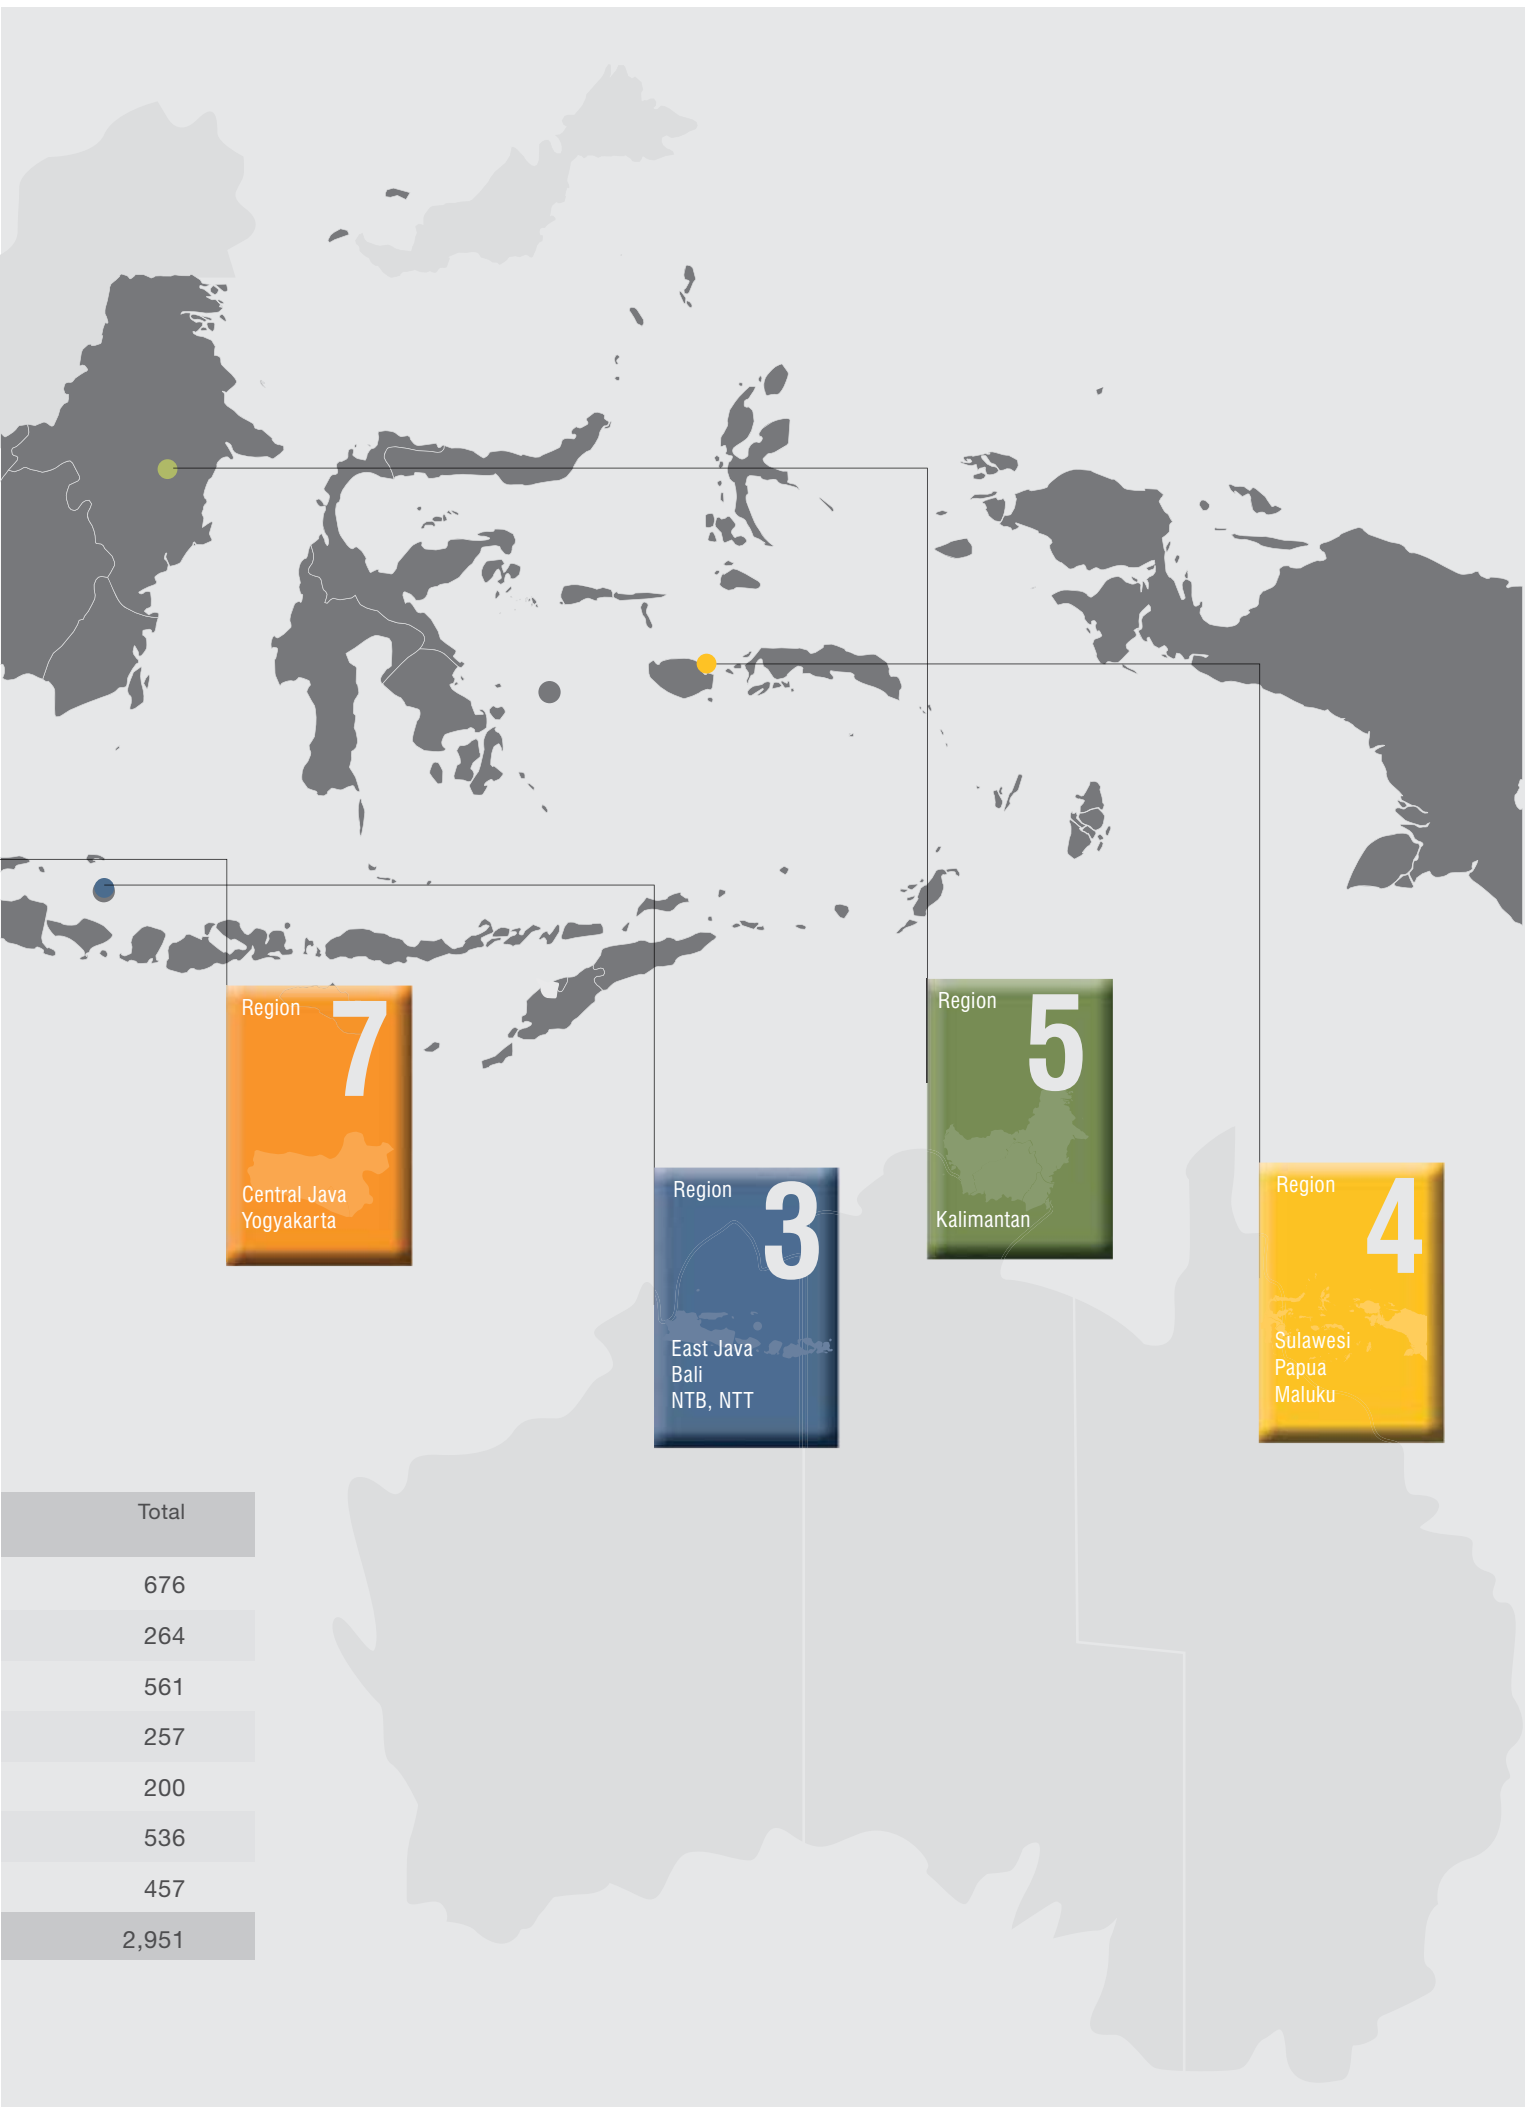 Region 7
Central Java
Yogyakarta
Region 3
East Java
Bali
NTB, NTT
Region 5
Kalimantan
Region 4
Sulawesi
Papua
Maluku
Total
676
264
561
257
200
536
457
2,951